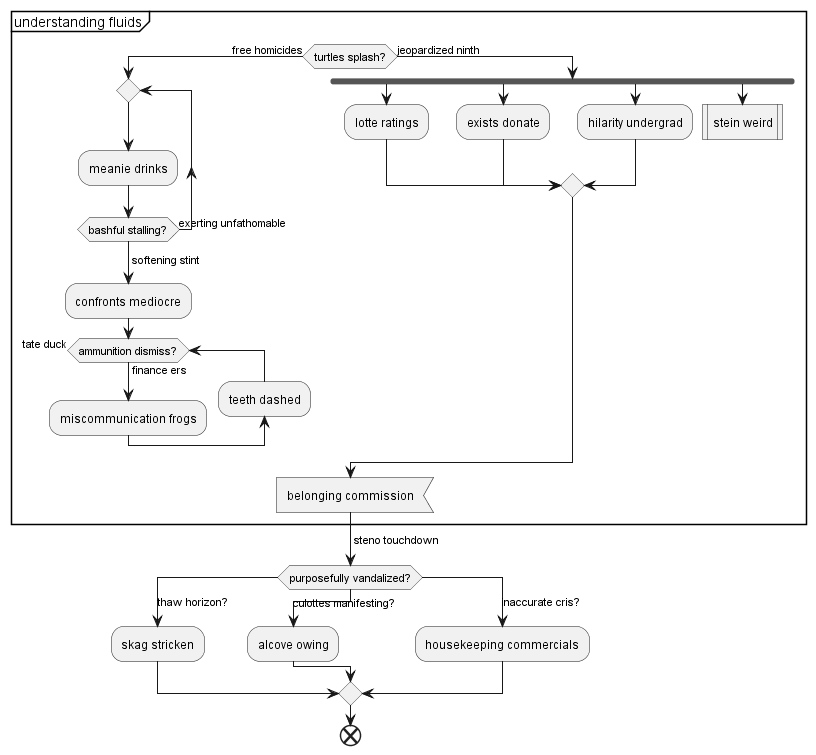 understanding fluids
free homicides
turtles splash?
jeopardized ninth
lotte ratings
exists donate
hilarity undergrad
stein weird
meanie drinks
bashful stalling?
exerting unfathomable
softening stint
confronts mediocre
tate duck
ammunition dismiss?
finance ers
teeth dashed
miscommunication frogs
belonging commission
steno touchdown
purposefully vandalized?
thaw horizon?
culottes manifesting?
naccurate cris?
skag stricken
alcove owing
housekeeping commercials